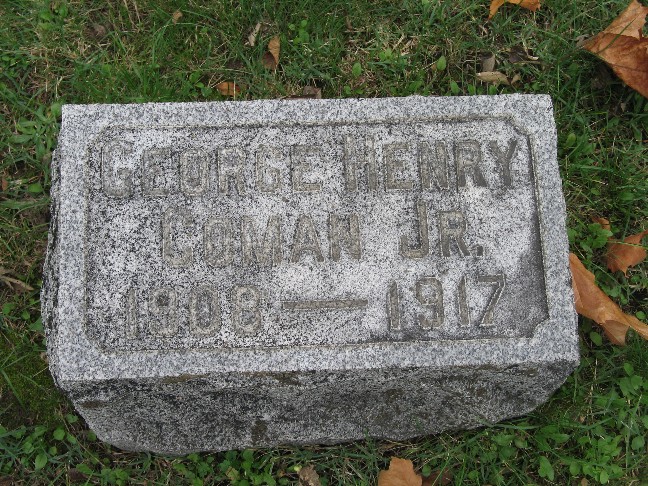 GEORGE HENRY
COMAN JR.
1908 — 1917